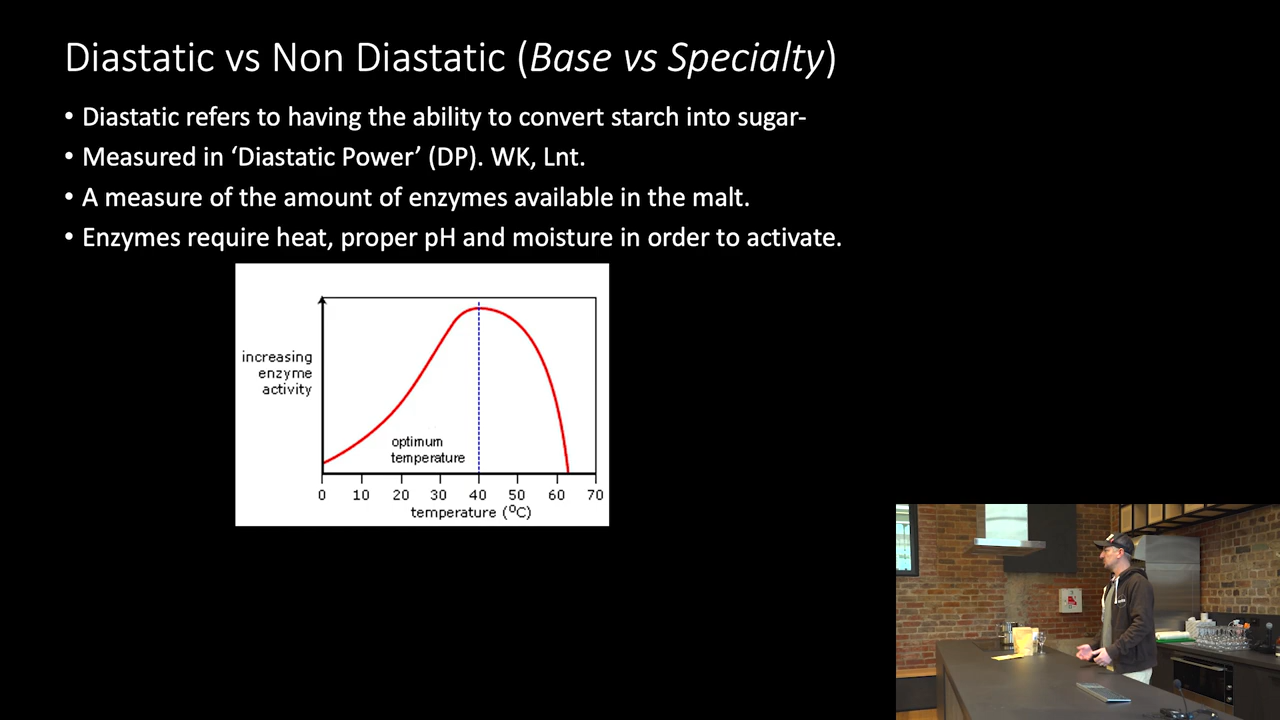 Diastatic vs Non Diastatic (Base vs Specialty)
• Diastatic refers to having the ability to convert starch into sugar-
• Measured in ‘Diastatic Power’ (DP). WK, Lnt.
• A measure of the amount of enzymes available in the malt.
• Enzymes require heat, proper pH and moisture in order to activate.
increasing
enzyme
activity
optimum
temperature
0 10 20 30 40 50 60 70
temperature (⁰C)